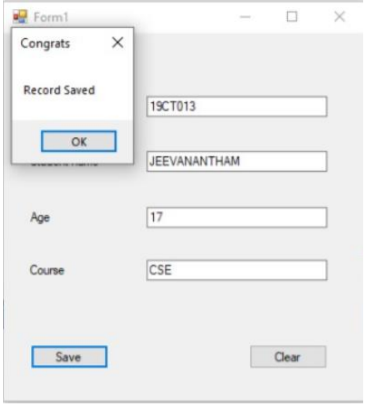 Form1
Congrats
Record Saved
19CT013
OK
JEEVANANTHAM
Age
17
Course
CSE
Save
Clear